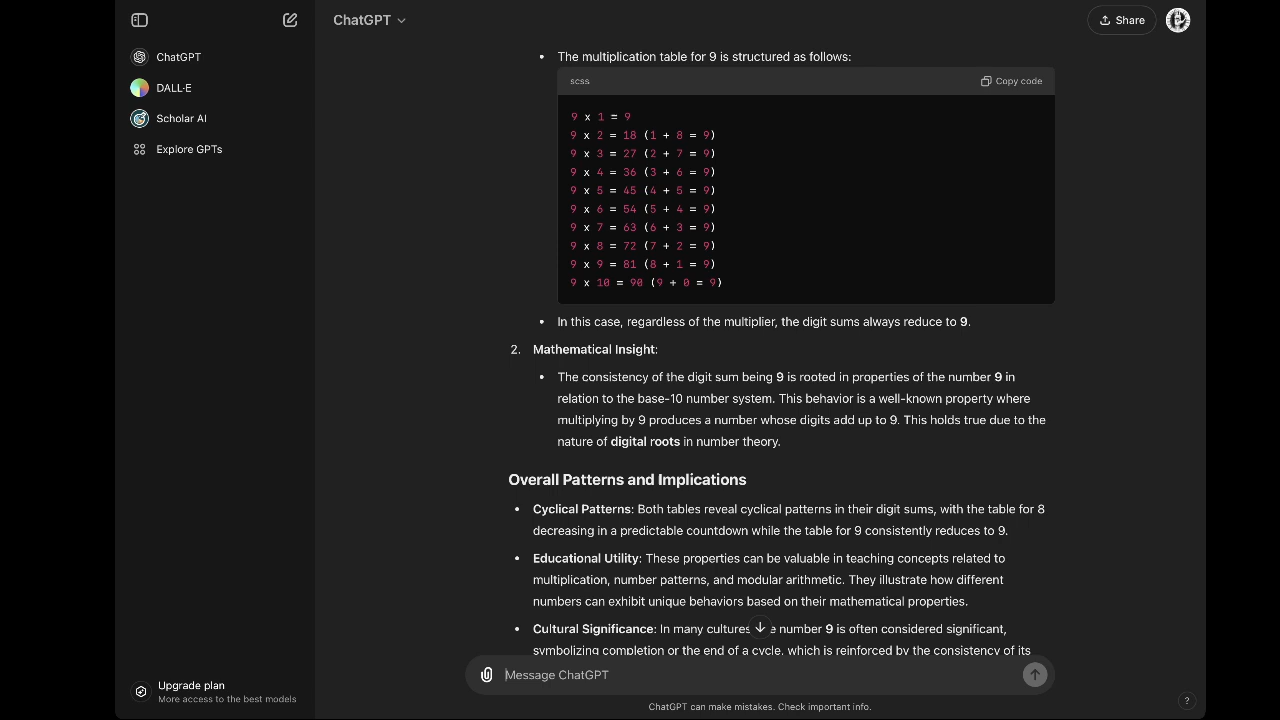 ChatGPT
Share
ChatGPT
DALL·E
Scholar AI
Explore GPTs
• The multiplication table for 9 is structured as follows:
scss
Copy code
9 x 1 = 9
9 x 2 = 18 (1 + 8 = 9)
9 x 3 = 27 (2 + 7 = 9)
9 x 4 = 36 (3 + 6 = 9)
9 x 5 = 45 (4 + 5 = 9)
9 x 6 = 54 (5 + 4 = 9)
9 x 7 = 63 (6 + 3 = 9)
9 x 8 = 72 (7 + 2 = 9)
9 x 9 = 81 (8 + 1 = 9)
9 x 10 = 90 (9 + 0 = 9)
• In this case, regardless of the multiplier, the digit sums always reduce to 9.
2. Mathematical Insight:
• The consistency of the digit sum being 9 is rooted in properties of the number 9 in
relation to the base-10 number system. This behavior is a well-known property where
multiplying by 9 produces a number whose digits add up to 9. This holds true due to the
nature of digital roots in number theory.
Overall Patterns and Implications
• Cyclical Patterns: Both tables reveal cyclical patterns in their digit sums, with the table for 8
decreasing in a predictable countdown while the table for 9 consistently reduces to 9.
• Educational Utility: These properties can be valuable in teaching concepts related to
multiplication, number patterns, and modular arithmetic. They illustrate how different
numbers can exhibit unique behaviors based on their mathematical properties.
• Cultural Significance: In many cultures e number 9 is often considered significant,
symbolizing completion or the end of a cycle, which is reinforced by the consistency of its
Message ChatGPT
Upgrade plan
More access to the best models
ChatGPT can make mistakes. Check important info.
?